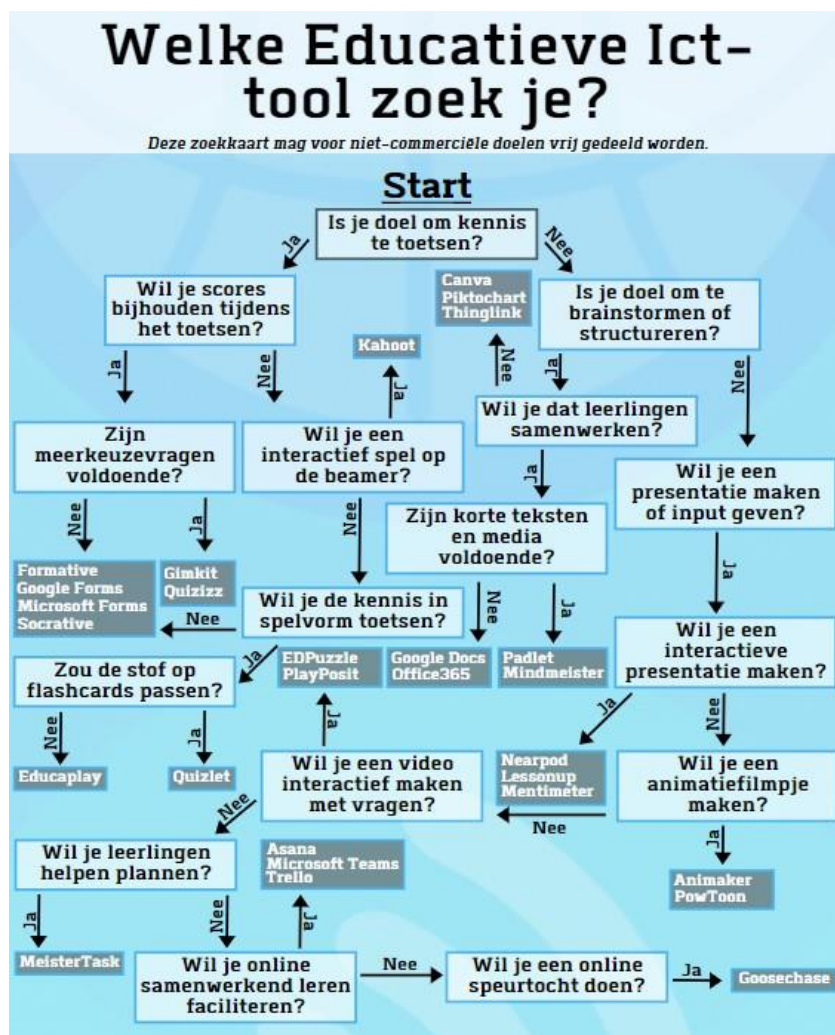 Welke Educatieve Ict-
tool zoek je?
Deze zoekkaart mag voor niet-commerciële doelen vrij gedeeld worden.
Start
Is je doel om kennis
te toetsen?
Ja
Nee
Wil je scores
bijhouden tijdens
het toetsen?
Canva
Piktochart
Thinglink
Is je doel om te
brainstormen of
structureren?
Kahoot
Ja
Nee
Ja
Nee
Ja
Nee
Zijn
meerkeuzevragen
voldoende?
Wil je een
interactief spel op
de beamer?
Wil je dat leerlingen
samenwerken?
Wil je een
presentatie maken
of input geven?
Nee
Ja
Nee
Ja
Zijn korte teksten
en media
voldoende?
Ja
Formative
Google Forms
Microsoft Forms
Socrative
Gimkit
Quizizz
Nee
Wil je de kennis in
spelvorm toetsen?
Nee
Ja
Wil je een
interactieve
presentatie maken?
Zou de stof op
flashcards passen?
Ja
EDPuzzle
PlayPosit
Google Docs
Office365
Padlet
Mindmeister
Nee
Ja
Ja
Ja
Nee
Educaplay
Quizlet
Wil je een video
interactief maken
met vragen?
Nearpod
Lessonup
Mentimeter
Wil je een
animatiefilmpje
maken?
Nee
Nee
Ja
Wil je leerlingen
helpen plannen?
Asana
Microsoft Teams
Trello
Animaker
PowToon
Ja
Nee
Ja
MeisterTask
Wil je online
samenwerkend leren
faciliteren?
Nee
Wil je een online
speurtocht doen?
Ja
Goosechase